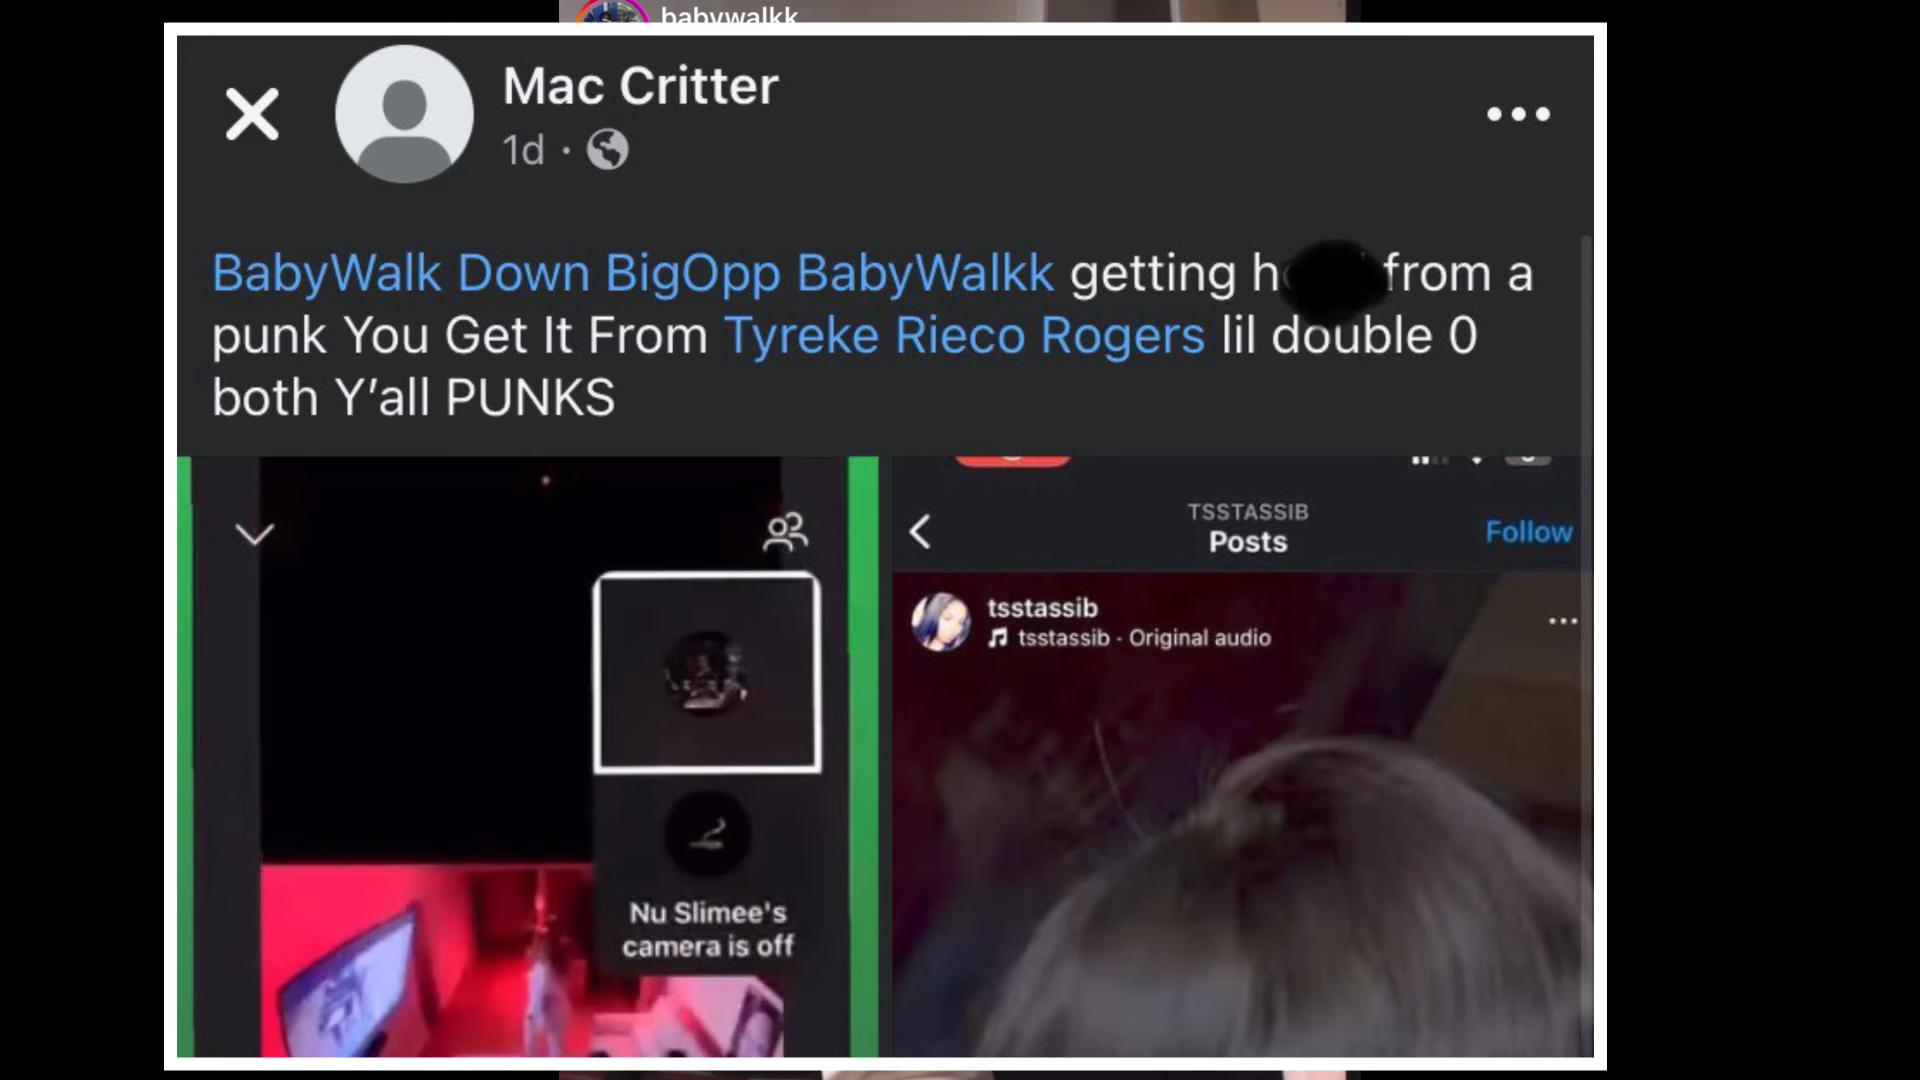 babywalkk
Mac Critter
1d ·
BabyWalk Down BigOpp BabyWalkk getting from a
punk You Get It From Tyreke Rieco Rogers lil double 0
both Y'all PUNKS
TSSTASSIB
Posts
Follow
tsstassib
tsstassib · Original audio
Nu Slimee's
camera is off